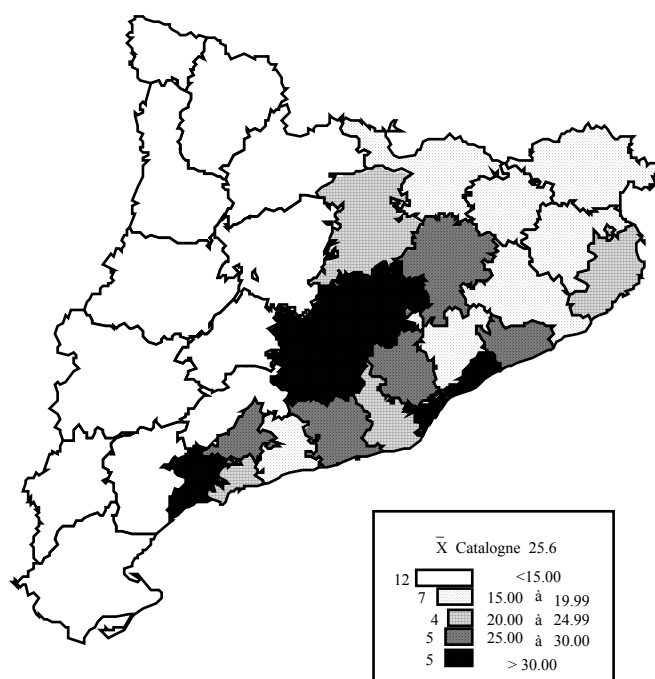 X̄ Catalogne 25.6
12 <15.00
7 15.00 à 19.99
4 20.00 à 24.99
5 25.00 à 30.00
5 > 30.00